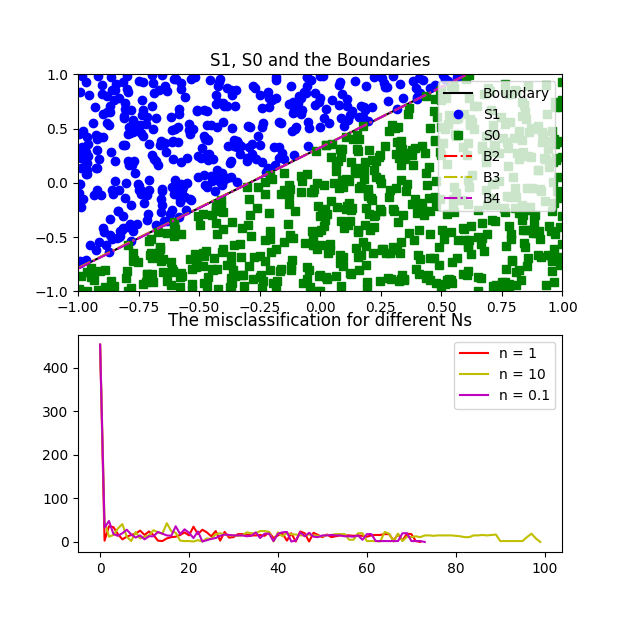 S1, S0 and the Boundaries
1.0
0.5
0.0
−0.5
−1.0
Boundary
S1
S0
B2
B3
B4
−1.00 −0.75 −0.50 −0.25 0.00 0.25 0.50 0.75 1.00
The misclassification for different Ns
400
300
200
100
0
n = 1
n = 10
n = 0.1
0 20 40 60 80 100